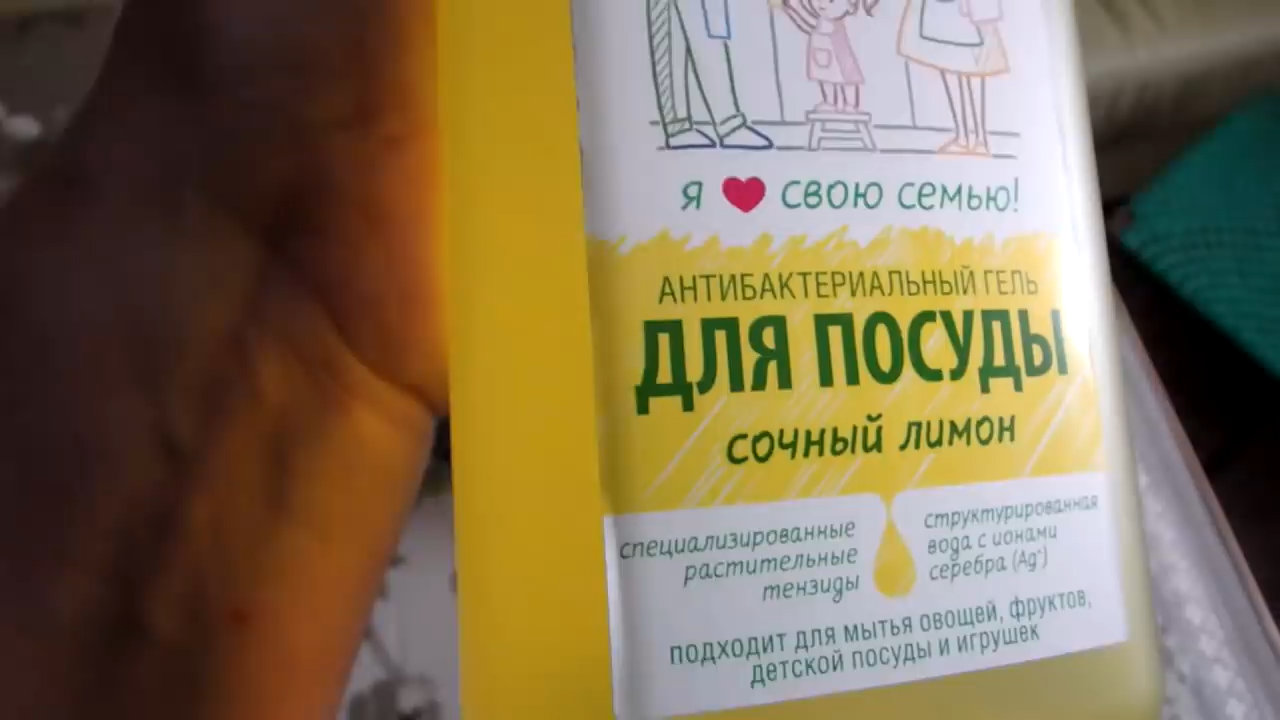 Я ❤ СВОЮ СЕМЬЮ!
АНТИБАКТЕРИАЛЬНЫЙ ГЕЛЬ
ДЛЯ ПОСУДЫ
СОЧНЫЙ ЛИМОН
специализированные
растительные
тензиды
структурированная
вода с ионами
серебра (Ag⁺)
ПОДХОДИТ ДЛЯ МЫТЬЯ ОВОЩЕЙ, ФРУКТОВ,
ДЕТСКОЙ ПОСУДЫ И ИГРУШЕК